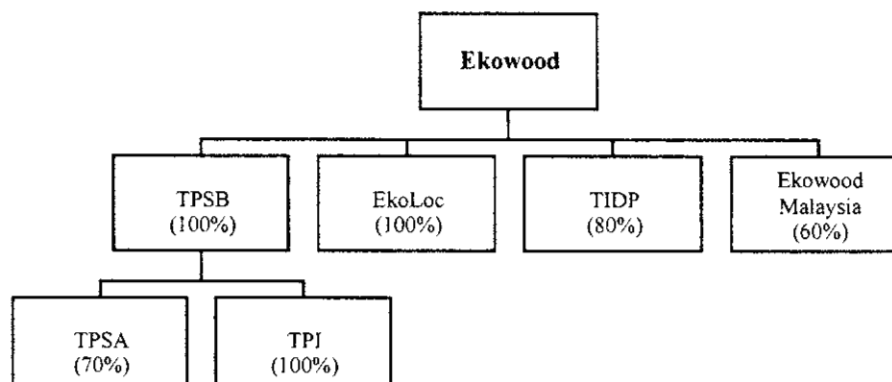 Ekowood
TPSB
(100%)
EkoLoc
(100%)
TIDP
(80%)
Ekowood
Malaysia
(60%)
TPSA
(70%)
TPI
(100%)